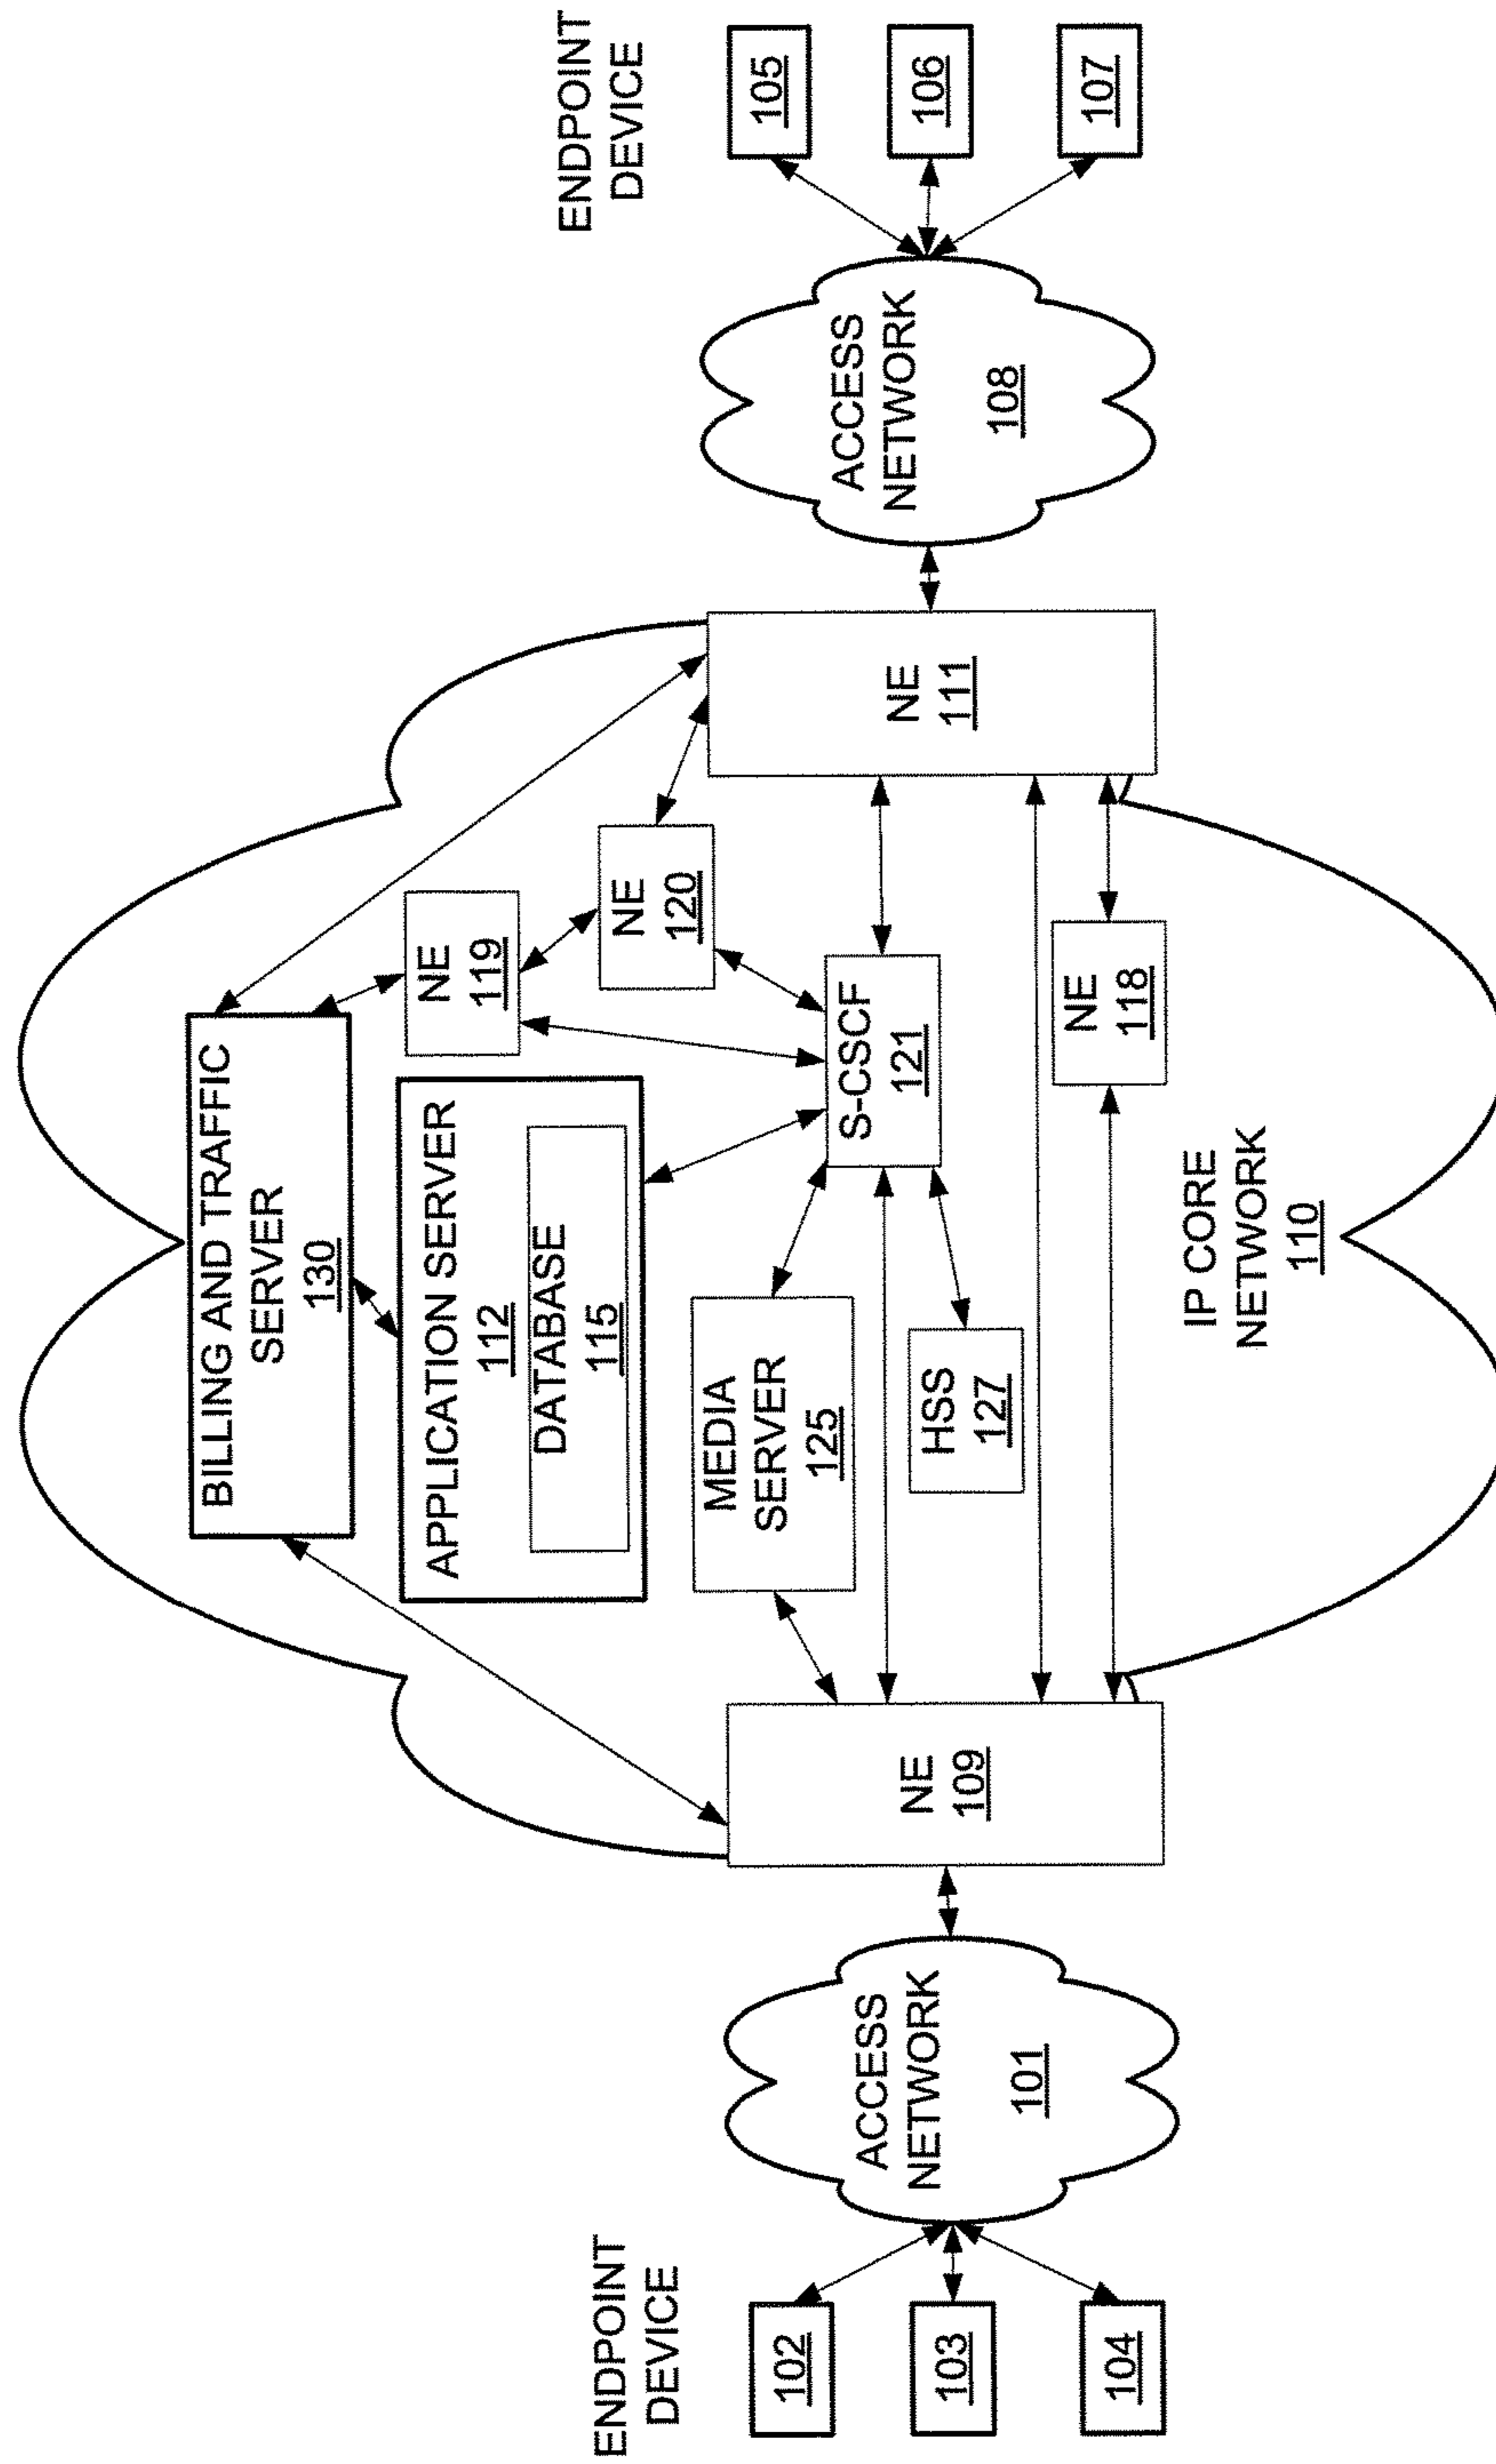 BILLING AND TRAFFIC
SERVER
130
APPLICATION SERVER
112
DATABASE
115
NE
119
NE
120
ENDPOINT
DEVICE
102
103
104
ACCESS
NETWORK
101
NE
109
MEDIA
SERVER
125
HSS
127
S-CSCF
121
NE
118
NE
111
ACCESS
NETWORK
108
ENDPOINT
DEVICE
105
106
107
IP CORE
NETWORK
110